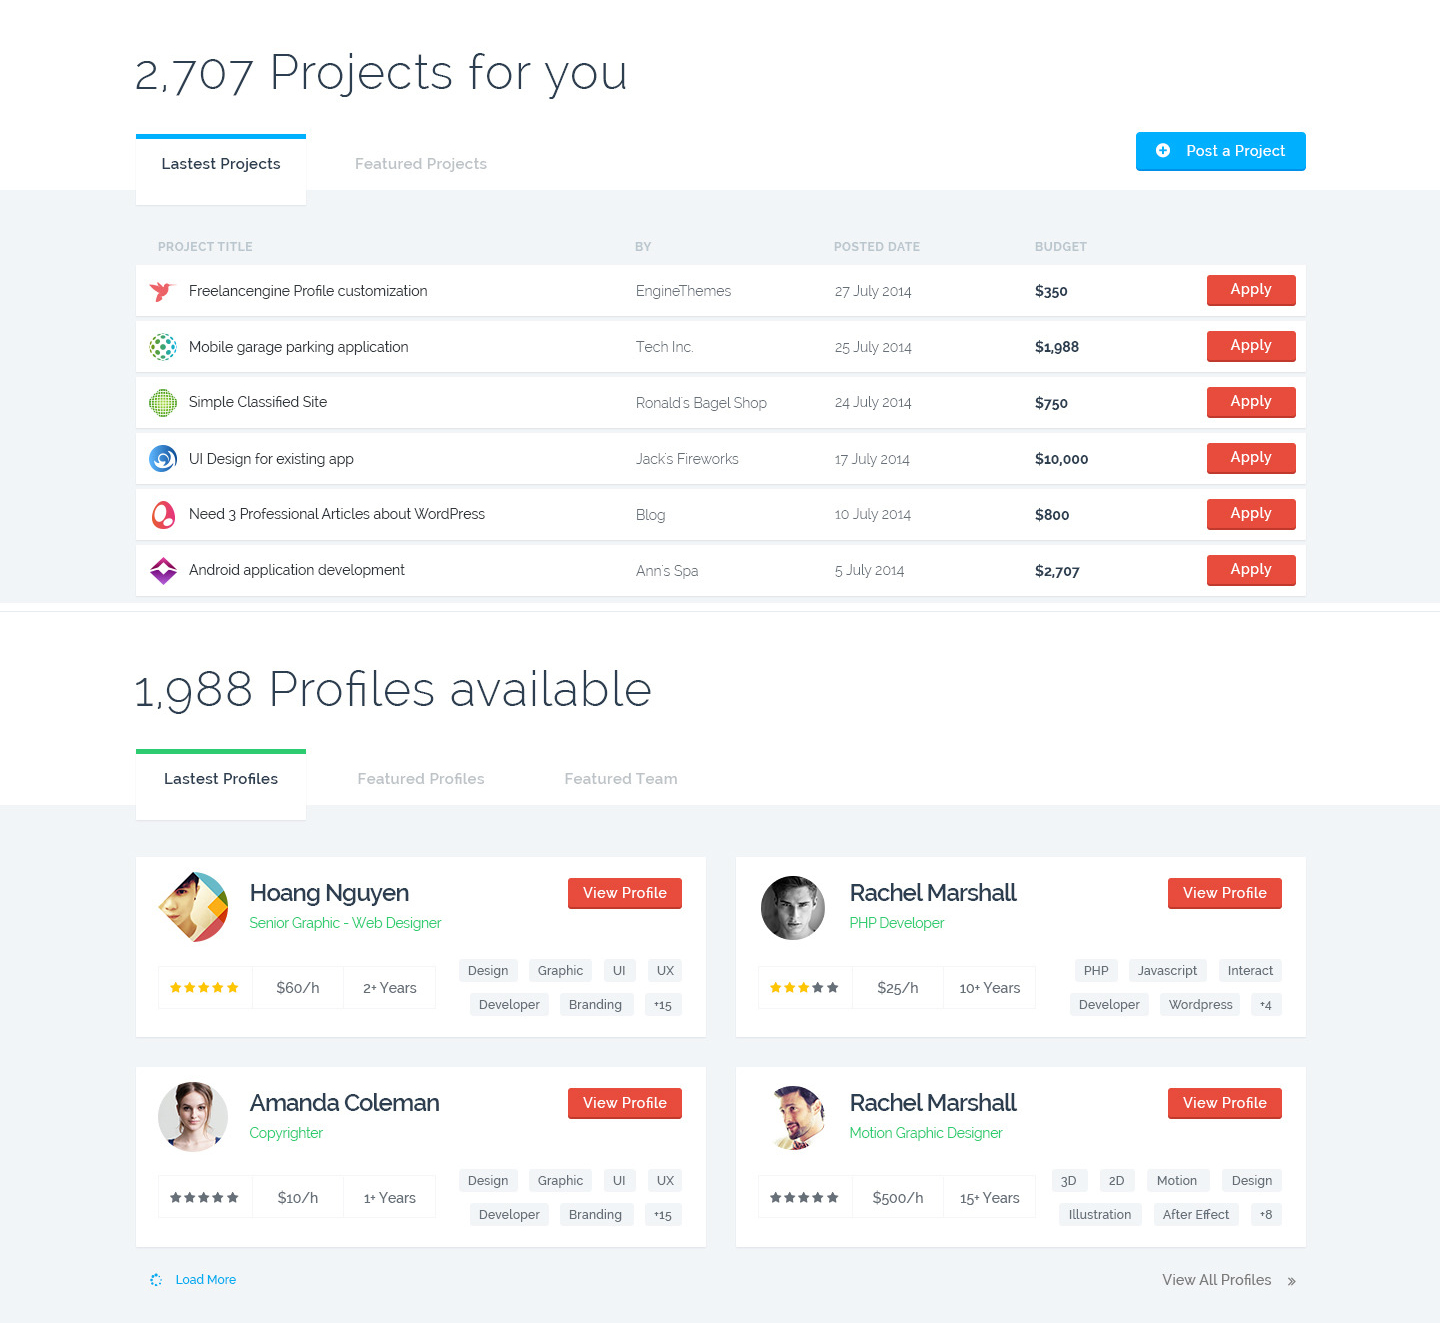 2,707 Projects for you
Lastest Projects Featured Projects Post a Project
PROJECT TITLE BY POSTED DATE BUDGET
Freelancengine Profile customization EngineThemes 27 July 2014 $350 Apply
Mobile garage parking application Tech Inc. 25 July 2014 $1,988 Apply
Simple Classified Site Ronald's Bagel Shop 24 July 2014 $750 Apply
UI Design for existing app Jack's Fireworks 17 July 2014 $10,000 Apply
Need 3 Professional Articles about WordPress Blog 10 July 2014 $800 Apply
Android application development Ann's Spa 5 July 2014 $2,707 Apply
1,988 Profiles available
Lastest Profiles Featured Profiles Featured Team
Hoang Nguyen View Profile
Senior Graphic - Web Designer
Design Graphic UI UX
$60/h 2+ Years
Developer Branding +15
Rachel Marshall View Profile
PHP Developer
PHP Javascript Interact
$25/h 10+ Years
Developer Wordpress +4
Amanda Coleman View Profile
Copyrighter
Design Graphic UI UX
$10/h 1+ Years
Developer Branding +15
Rachel Marshall View Profile
Motion Graphic Designer
3D 2D Motion Design
$500/h 15+ Years
Illustration After Effect +8
Load More View All Profiles »